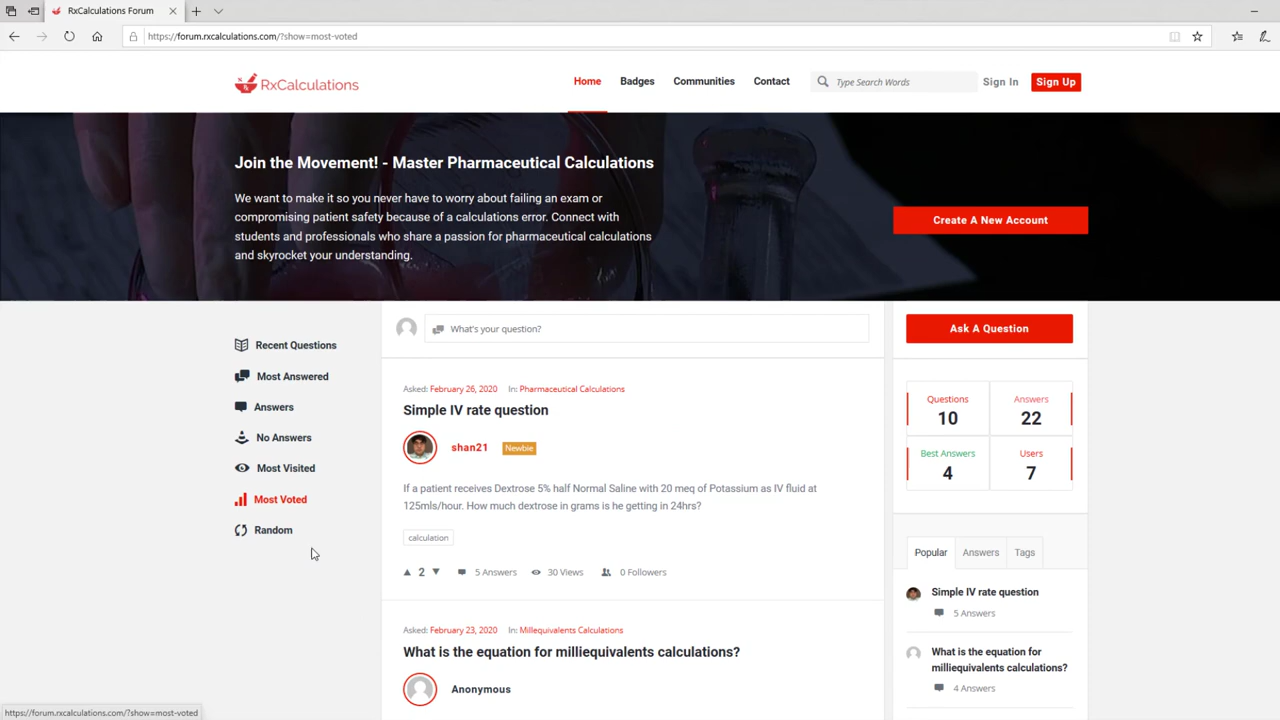 RxCalculations Forum
https://forum.rxcalculations.com/?show=most-voted
RxCalculations
Home
Badges
Communities
Contact
Type Search Words
Sign In
Sign Up
Join the Movement! - Master Pharmaceutical Calculations
We want to make it so you never have to worry about failing an exam or
compromising patient safety because of a calculations error. Connect with
students and professionals who share a passion for pharmaceutical calculations
and skyrocket your understanding.
Create A New Account
Recent Questions
Most Answered
Answers
No Answers
Most Visited
Most Voted
Random
What's your question?
Asked: February 26, 2020 In: Pharmaceutical Calculations
Simple IV rate question
shan21 Newbie
If a patient receives Dextrose 5% half Normal Saline with 20 meq of Potassium as IV fluid at
125mls/hour. How much dextrose in grams is he getting in 24hrs?
calculation
2 5 Answers 30 Views 0 Followers
Asked: February 23, 2020 In: Millequivalents Calculations
What is the equation for milliequivalents calculations?
Anonymous
Ask A Question
Questions
10
Answers
22
Best Answers
4
Users
7
Popular Answers Tags
Simple IV rate question
5 Answers
What is the equation for
milliequivalents calculations?
4 Answers
https://forum.rxcalculations.com/?show=most-voted